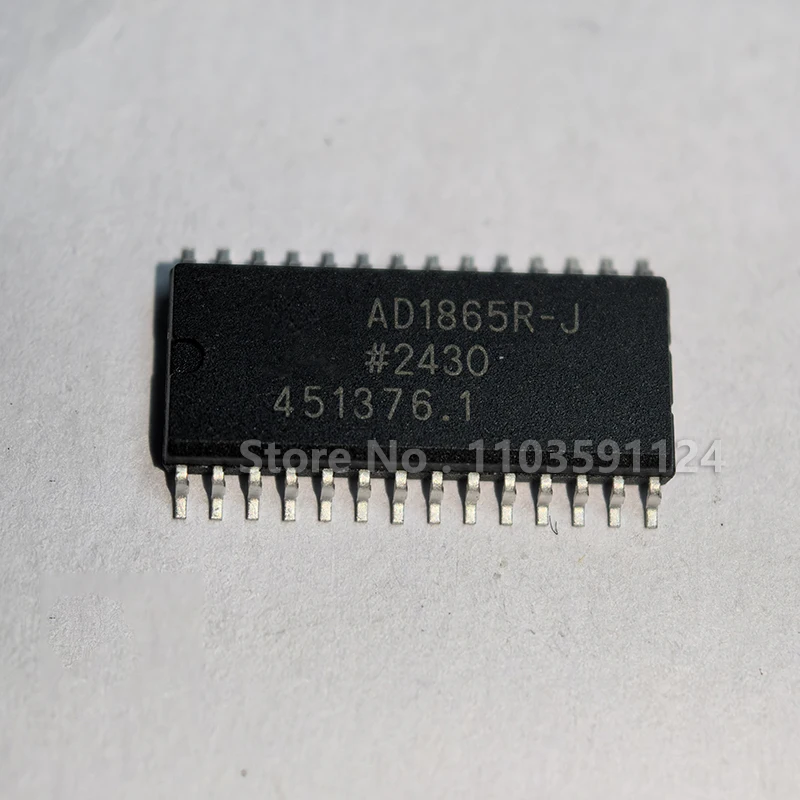 AD1865R-J
#2430
451376.1
Store No 1103591124